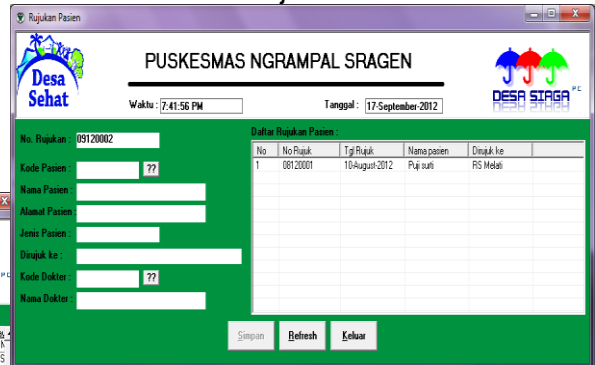 Rujukan Pasien
Desa
Sehat
PUSKESMAS NGRAMPAL SRAGEN
DESA SIAGA
PC
Waktu : 7:41:56 PM
Tanggal : 17-September-2012
No. Rujukan : 09120002
Kode Pasien : ??
Nama Pasien :
Alamat Pasien :
Jenis Pasien :
Dirujuk ke :
Kode Dokter : ??
Nama Dokter :
Daftar Rujukan Pasien :
No No Rujuk Tgl Rujuk Nama pasien Dirujuk ke
1 08120001 10-August-2012 Puji surti RS Melati
Simpan Refresh Keluar